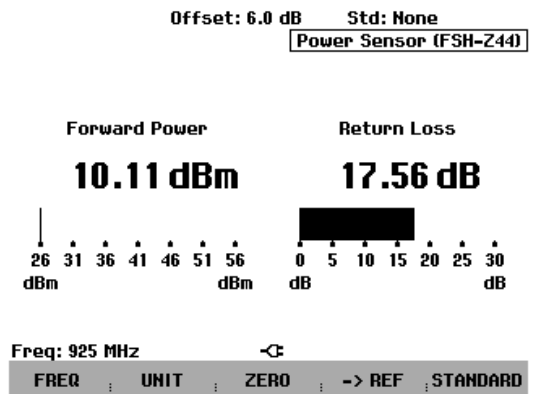 Offset: 6.0 dB Std: None
Power Sensor (FSH-Z44)
Forward Power Return Loss
10.11 dBm 17.56 dB
26 31 36 41 46 51 56 0 5 10 15 20 25 30
dBm dBm dB dB
Freq: 925 MHz
FREQ UNIT ZERO -> REF STANDARD